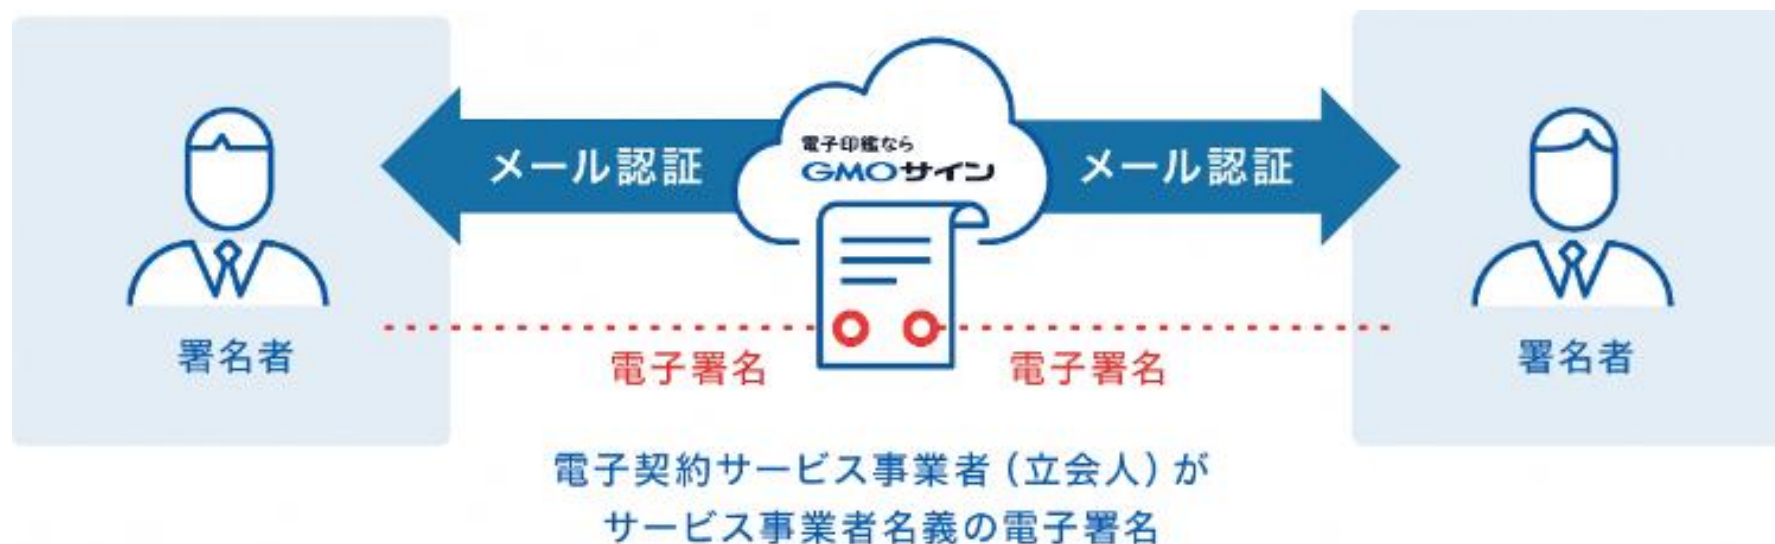 電子印鑑なら
GMOサイン
メール認証
メール認証
署名者
電子署名
電子署名
署名者
電子契約サービス事業者（立会人）が
サービス事業者名義の電子署名